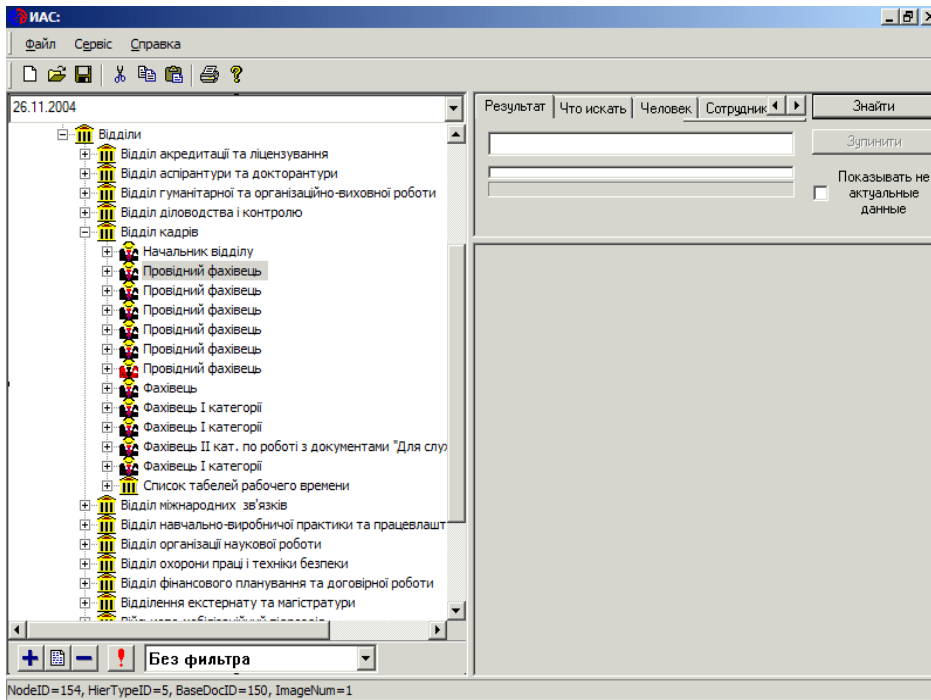 ИАС:
Файл Сервіс Справка
26.11.2004
Відділи
Відділ акредитації та ліцензування
Відділ аспірантури та докторантури
Відділ гуманітарної та організаційно-виховної роботи
Відділ діловодства і контролю
Відділ кадрів
Начальник відділу
Провідний фахівець
Провідний фахівець
Провідний фахівець
Провідний фахівець
Провідний фахівець
Провідний фахівець
Фахівець
Фахівець І категорії
Фахівець І категорії
Фахівець ІІ кат. по роботі з документами "Для слу
Фахівець І категорії
Список табелей рабочего времени
Відділ міжнародних зв'язків
Відділ навчально-виробничої практики та працевлашт
Відділ організації наукової роботи
Відділ охорони праці і техніки безпеки
Відділ фінансового планування та договірної роботи
Відділення екстернату та магістратури
Без фильтра
Результат Что искать Человек Сотрудник
Знайти
Зупинити
Показывать не
актуальные
данные
NodeID=154, HierTypeID=5, BaseDocID=150, ImageNum=1